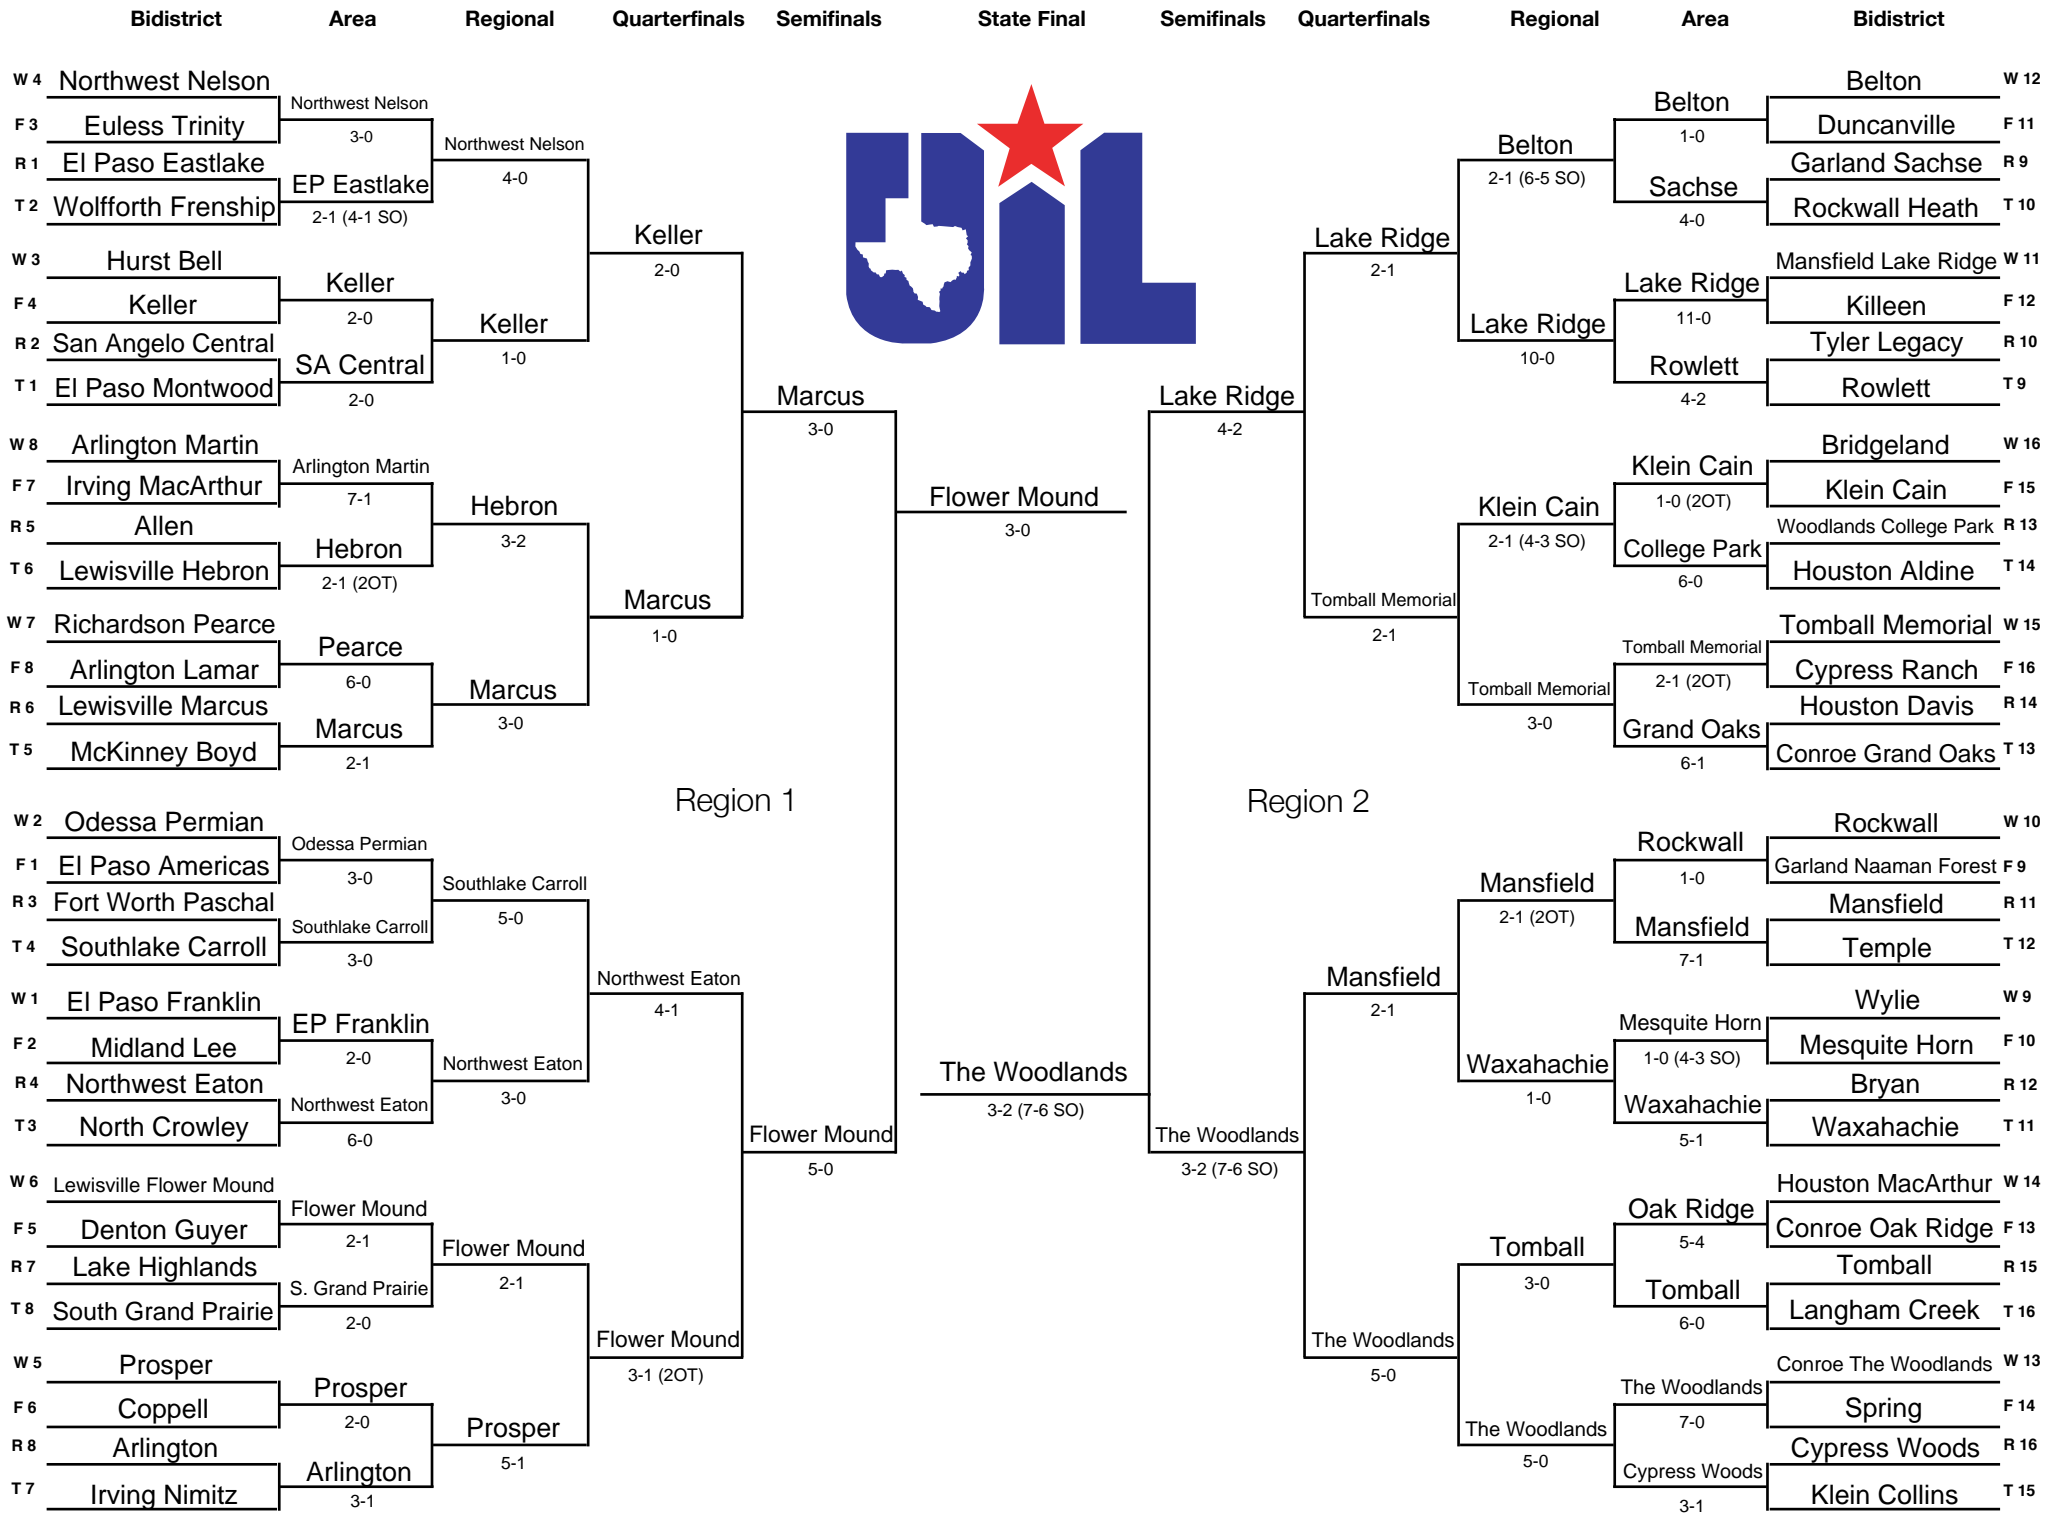 Bidistrict Area Regional Quarterfinals Semifinals State Final Semifinals Quarterfinals Regional Area Bidistrict
W 4 Northwest Nelson
Northwest Nelson
F 3 Euless Trinity
3-0
Northwest Nelson
4-0
R 1 El Paso Eastlake
EP Eastlake
T 2 Wolfforth Frenship
2-1 (4-1 SO)
Keller
2-0
W 3 Hurst Bell
Keller
F 4 Keller
2-0
Keller
1-0
R 2 San Angelo Central
SA Central
T 1 El Paso Montwood
2-0
Marcus
3-0
W 8 Arlington Martin
Arlington Martin
F 7 Irving MacArthur
7-1
Hebron
3-2
R 5 Allen
Hebron
T 6 Lewisville Hebron
2-1 (2OT)
Marcus
1-0
W 7 Richardson Pearce
Pearce
F 8 Arlington Lamar
6-0
Marcus
3-0
R 6 Lewisville Marcus
Marcus
T 5 McKinney Boyd
2-1
Region 1
W 2 Odessa Permian
Odessa Permian
F 1 El Paso Americas
3-0
Southlake Carroll
5-0
R 3 Fort Worth Paschal
Southlake Carroll
T 4 Southlake Carroll
3-0
Northwest Eaton
4-1
W 1 El Paso Franklin
EP Franklin
F 2 Midland Lee
2-0
Northwest Eaton
3-0
R 4 Northwest Eaton
Northwest Eaton
T 3 North Crowley
6-0
Flower Mound
5-0
W 6 Lewisville Flower Mound
Flower Mound
F 5 Denton Guyer
2-1
Flower Mound
2-1
R 7 Lake Highlands
S. Grand Prairie
T 8 South Grand Prairie
2-0
Flower Mound
3-1 (2OT)
W 5 Prosper
Prosper
F 6 Coppell
2-0
Prosper
5-1
R 8 Arlington
Arlington
T 7 Irving Nimitz
3-1
UIL
Flower Mound
3-0
The Woodlands
3-2 (7-6 SO)
Belton W 12
Belton
Duncanville F 11
1-0
Belton
2-1 (6-5 SO)
Garland Sachse R 9
Sachse
Rockwall Heath T 10
4-0
Lake Ridge
2-1
Mansfield Lake Ridge W 11
Lake Ridge
Killeen F 12
11-0
Lake Ridge
10-0
Tyler Legacy R 10
Rowlett
Rowlett T 9
4-2
Lake Ridge
4-2
Bridgeland W 16
Klein Cain
Klein Cain F 15
1-0 (2OT)
Klein Cain
2-1 (4-3 SO)
Woodlands College Park R 13
College Park
Houston Aldine T 14
6-0
Tomball Memorial
2-1
Tomball Memorial W 15
Tomball Memorial
Cypress Ranch F 16
2-1 (2OT)
Tomball Memorial
3-0
Houston Davis R 14
Grand Oaks
Conroe Grand Oaks T 13
6-1
Region 2
Rockwall W 10
Rockwall
Garland Naaman Forest F 9
1-0
Mansfield
2-1 (2OT)
Mansfield R 11
Mansfield
Temple T 12
7-1
Mansfield
2-1
Wylie W 9
Mesquite Horn
Mesquite Horn F 10
1-0 (4-3 SO)
Waxahachie
1-0
Bryan R 12
Waxahachie
Waxahachie T 11
5-1
The Woodlands
3-2 (7-6 SO)
Houston MacArthur W 14
Oak Ridge
Conroe Oak Ridge F 13
5-4
Tomball
3-0
Tomball R 15
Tomball
Langham Creek T 16
6-0
The Woodlands
5-0
Conroe The Woodlands W 13
The Woodlands
Spring F 14
7-0
The Woodlands
5-0
Cypress Woods R 16
Cypress Woods
Klein Collins T 15
3-1